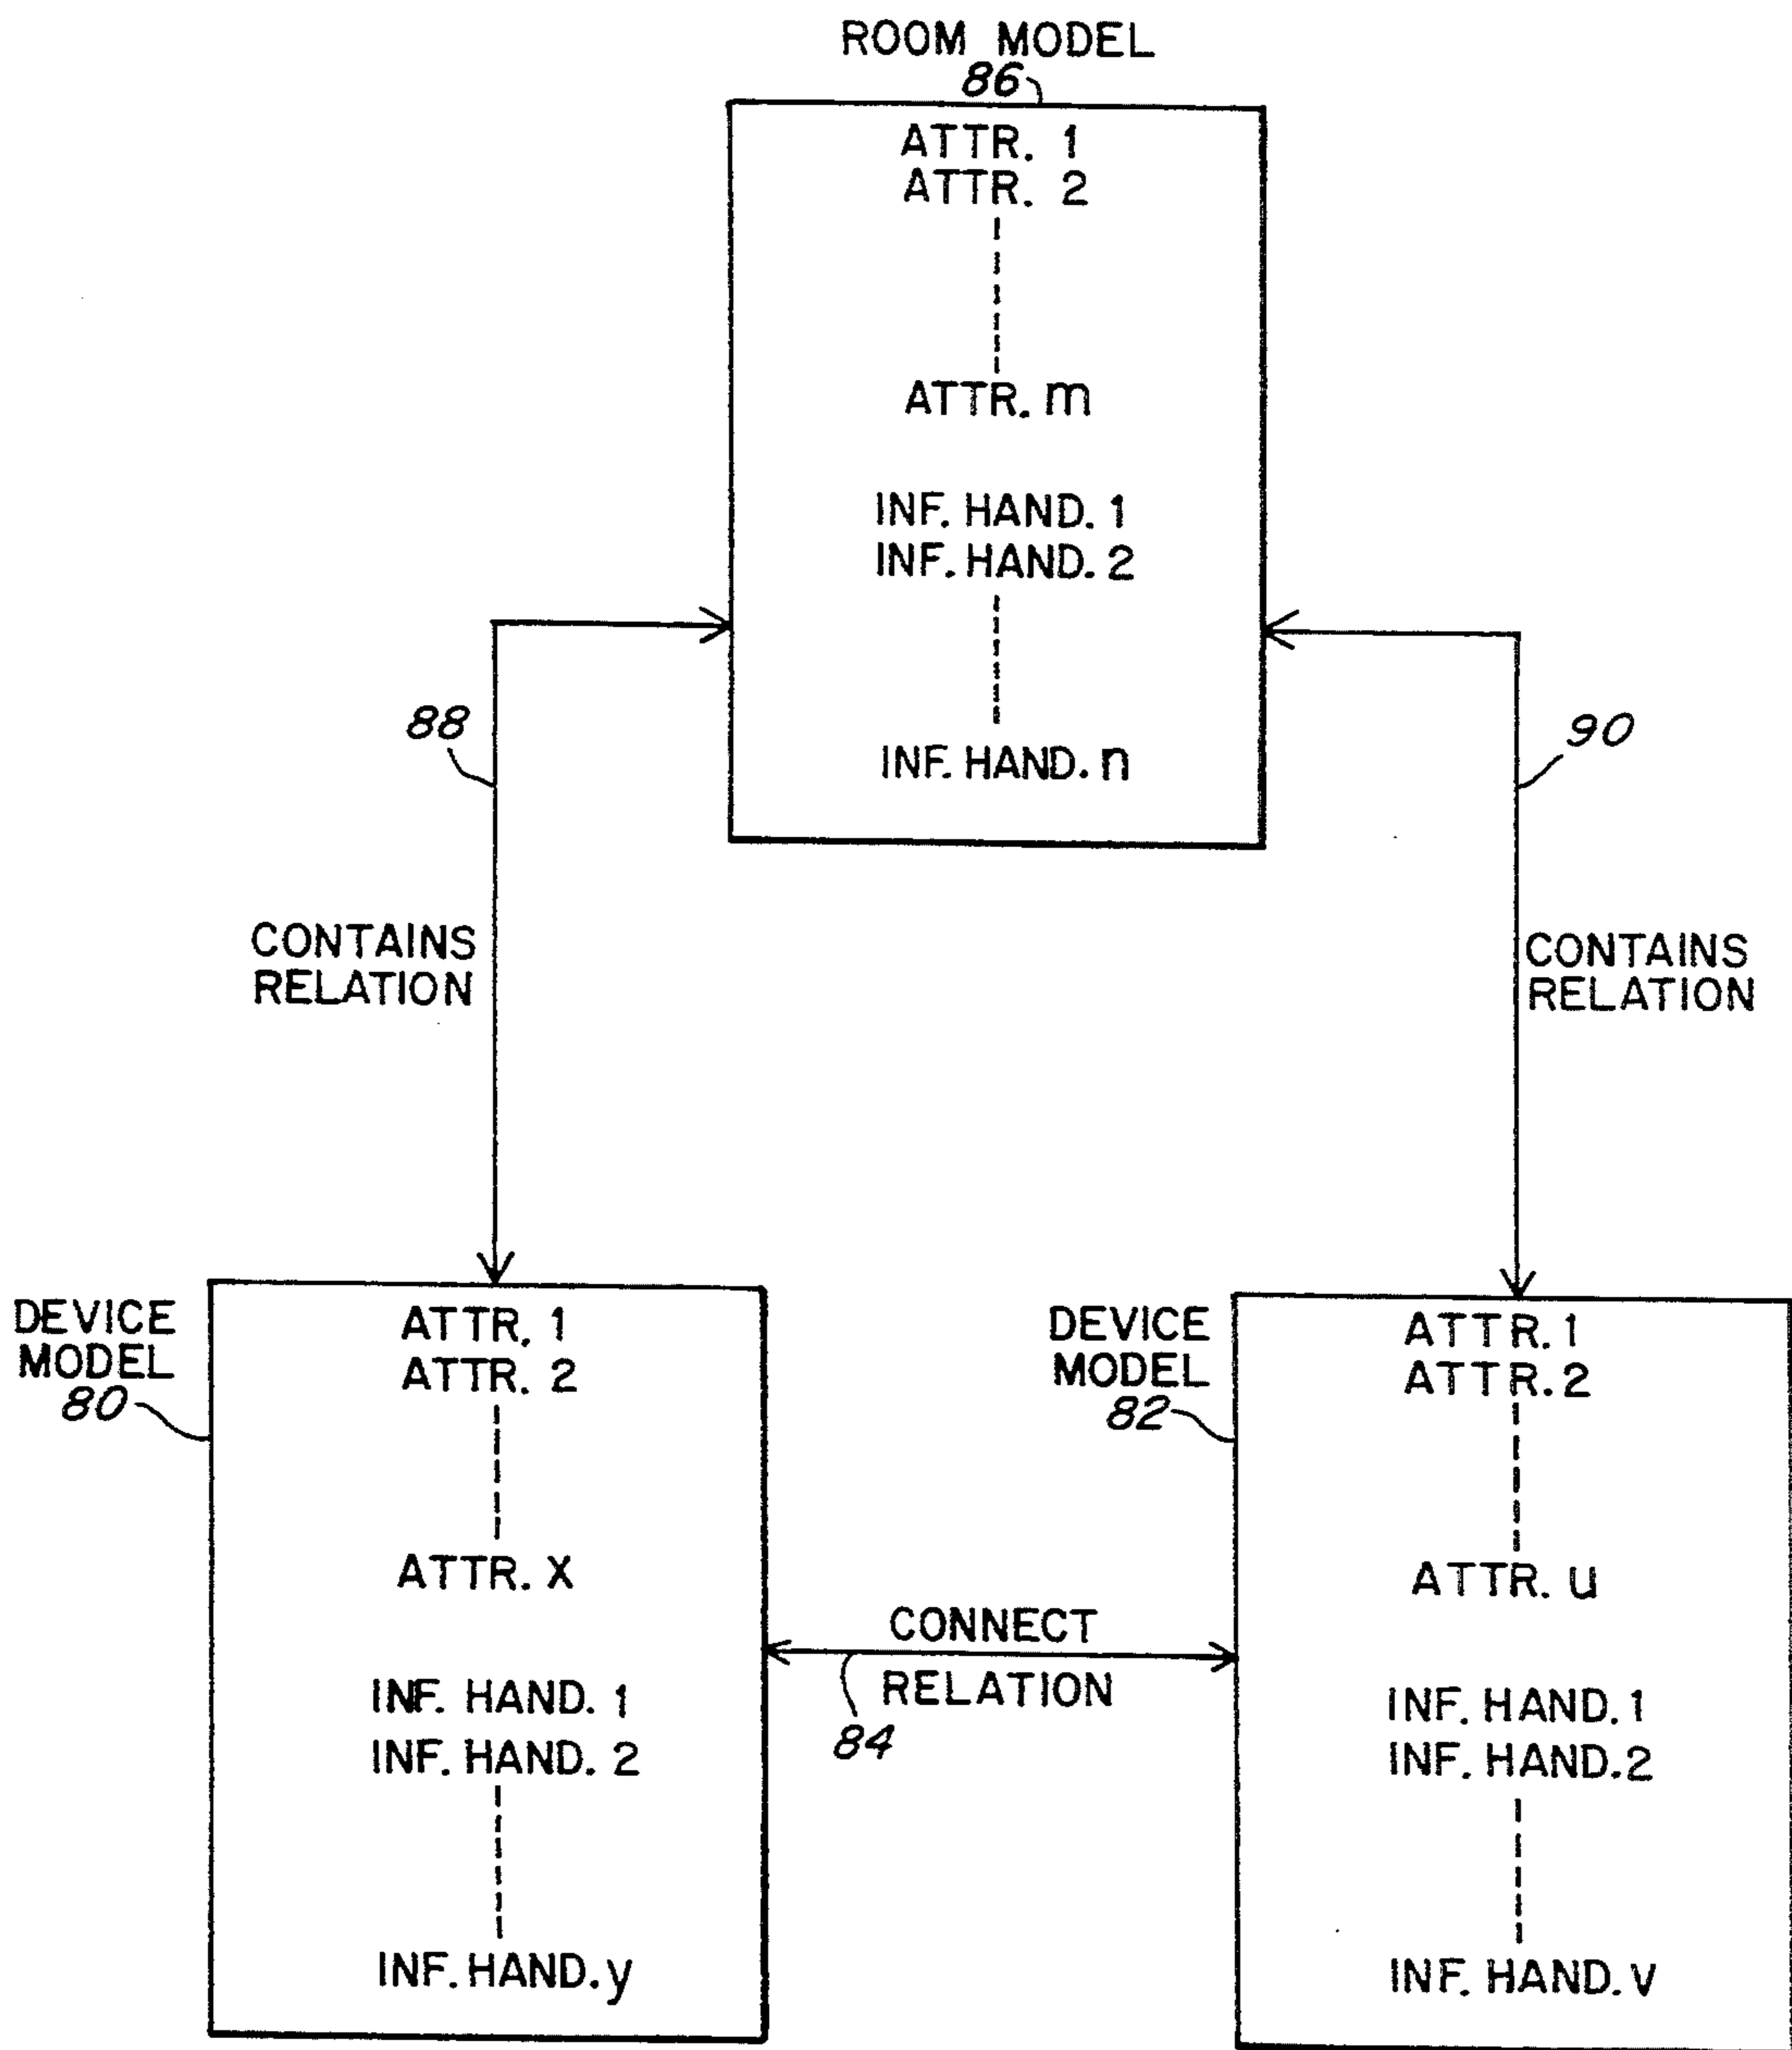 ROOM MODEL
86
ATTR. 1
ATTR. 2
ATTR. m
INF. HAND. 1
INF. HAND. 2
INF. HAND. n
88
90
CONTAINS
RELATION
CONTAINS
RELATION
DEVICE
MODEL
80
ATTR. 1
ATTR. 2
ATTR. x
INF. HAND. 1
INF. HAND. 2
INF. HAND. y
CONNECT
RELATION
84
DEVICE
MODEL
82
ATTR. 1
ATTR. 2
ATTR. u
INF. HAND. 1
INF. HAND. 2
INF. HAND. v